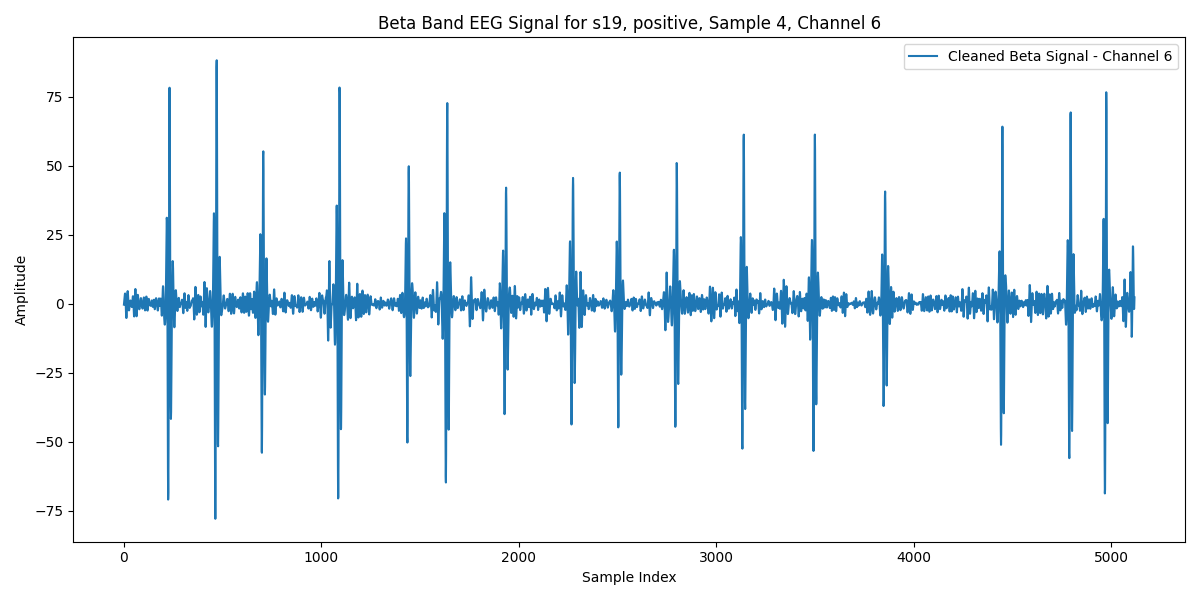 Beta Band EEG Signal for s19, positive, Sample 4, Channel 6
Cleaned Beta Signal - Channel 6
Amplitude
75
50
25
0
−25
−50
−75
0 1000 2000 3000 4000 5000
Sample Index